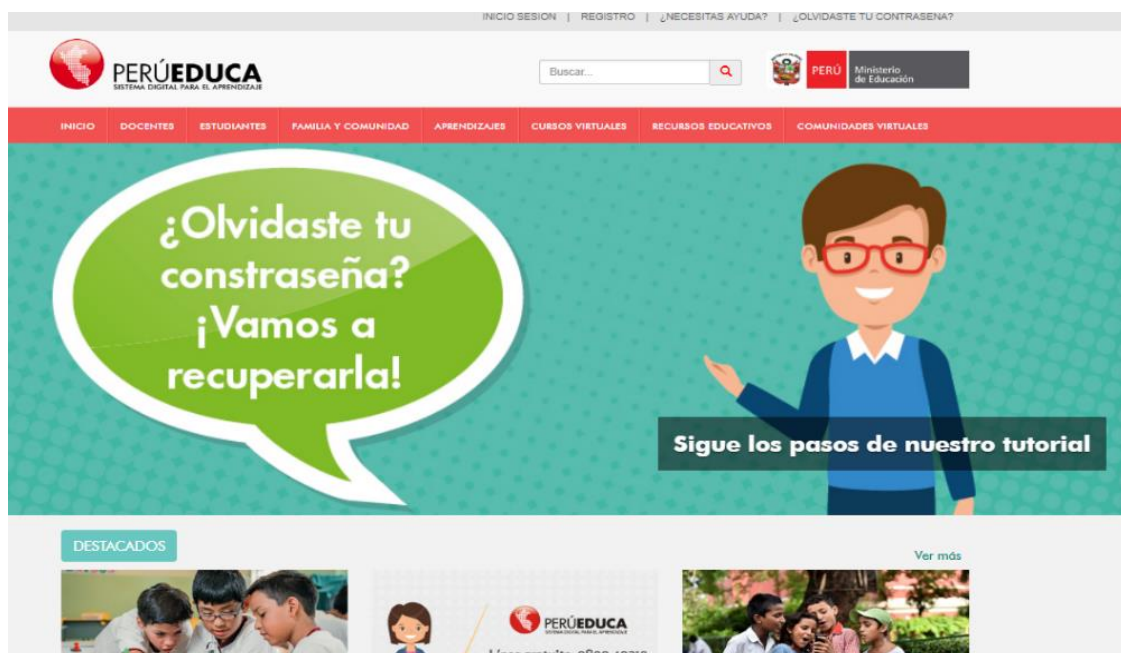 INICIO SESION | REGISTRO | ¿NECESITAS AYUDA? | ¿OLVIDASTE TU CONTRASENA?
PERÚEDUCA
SISTEMA DIGITAL PARA EL APRENDIZAJE
Buscar...
PERÚ
Ministerio
de Educación
INICIO DOCENTES ESTUDIANTES FAMILIA Y COMUNIDAD APRENDIZAJES CURSOS VIRTUALES RECURSOS EDUCATIVOS COMUNIDADES VIRTUALES
¿Olvidaste tu
constraseña?
¡Vamos a
recuperarla!
Sigue los pasos de nuestro tutorial
DESTACADOS
Ver más
PERÚEDUCA
SISTEMA DIGITAL PARA EL APRENDIZAJE